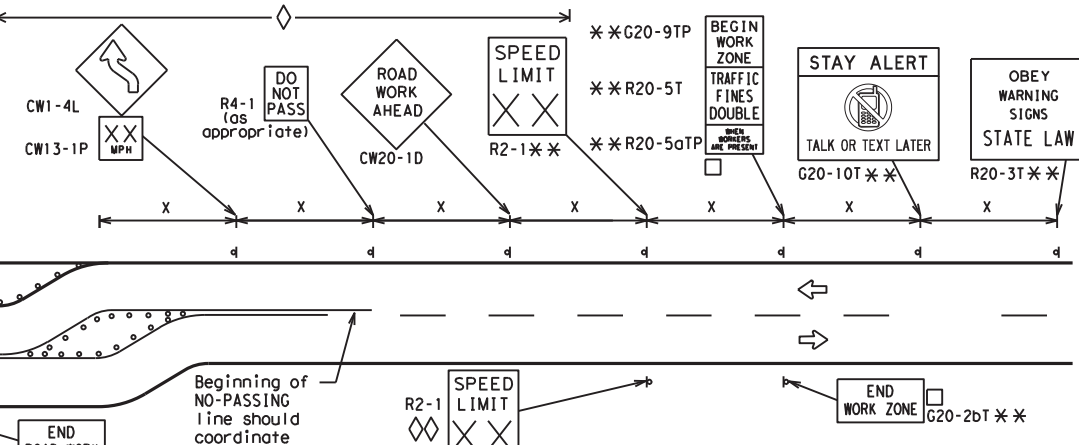 CW1-4L
CW13-1P
XX
MPH
R4-1
(as
appropriate)
DO
NOT
PASS
ROAD
WORK
AHEAD
CW20-1D
SPEED
LIMIT
XX
R2-1**
**G20-9TP
**R20-5T
**R20-5aTP
BEGIN
WORK
ZONE
TRAFFIC
FINES
DOUBLE
WHEN
WORKERS
ARE PRESENT
STAY ALERT
TALK OR TEXT LATER
G20-10T**
OBEY
WARNING
SIGNS
STATE LAW
R20-3T**
X X X X X X X
Beginning of
NO-PASSING
line should
coordinate
R2-1
SPEED
LIMIT
XX
END
WORK ZONE
G20-2bT**
END